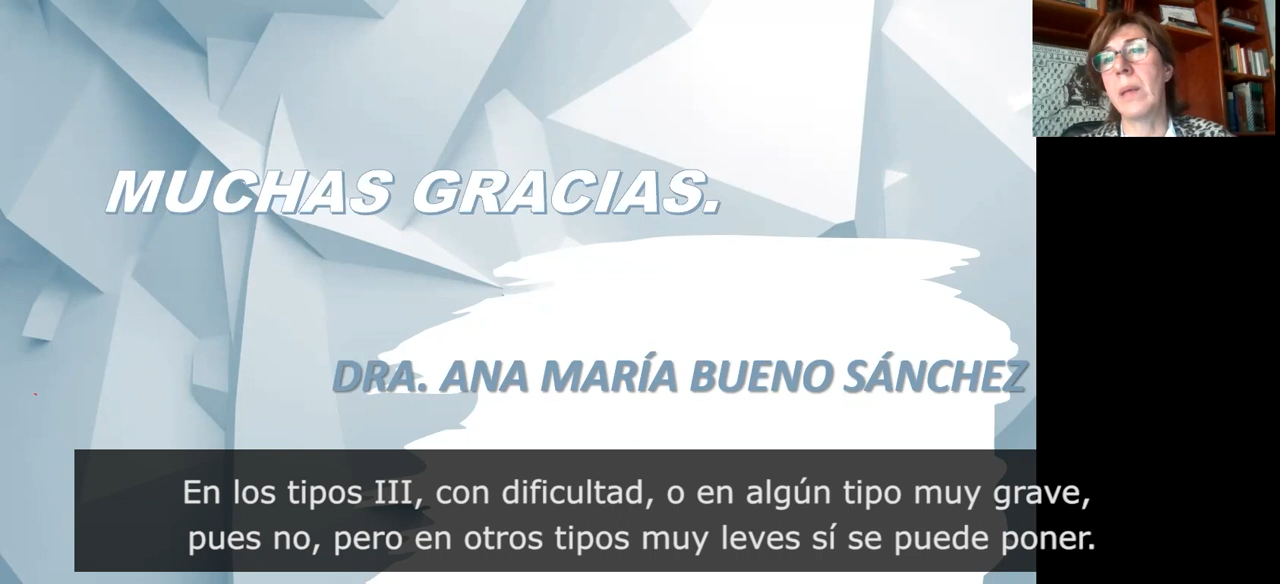 MUCHAS GRACIAS.
DRA. ANA MARÍA BUENO SÁNCHEZ
En los tipos III, con dificultad, o en algún tipo muy grave,
pues no, pero en otros tipos muy leves sí se puede poner.